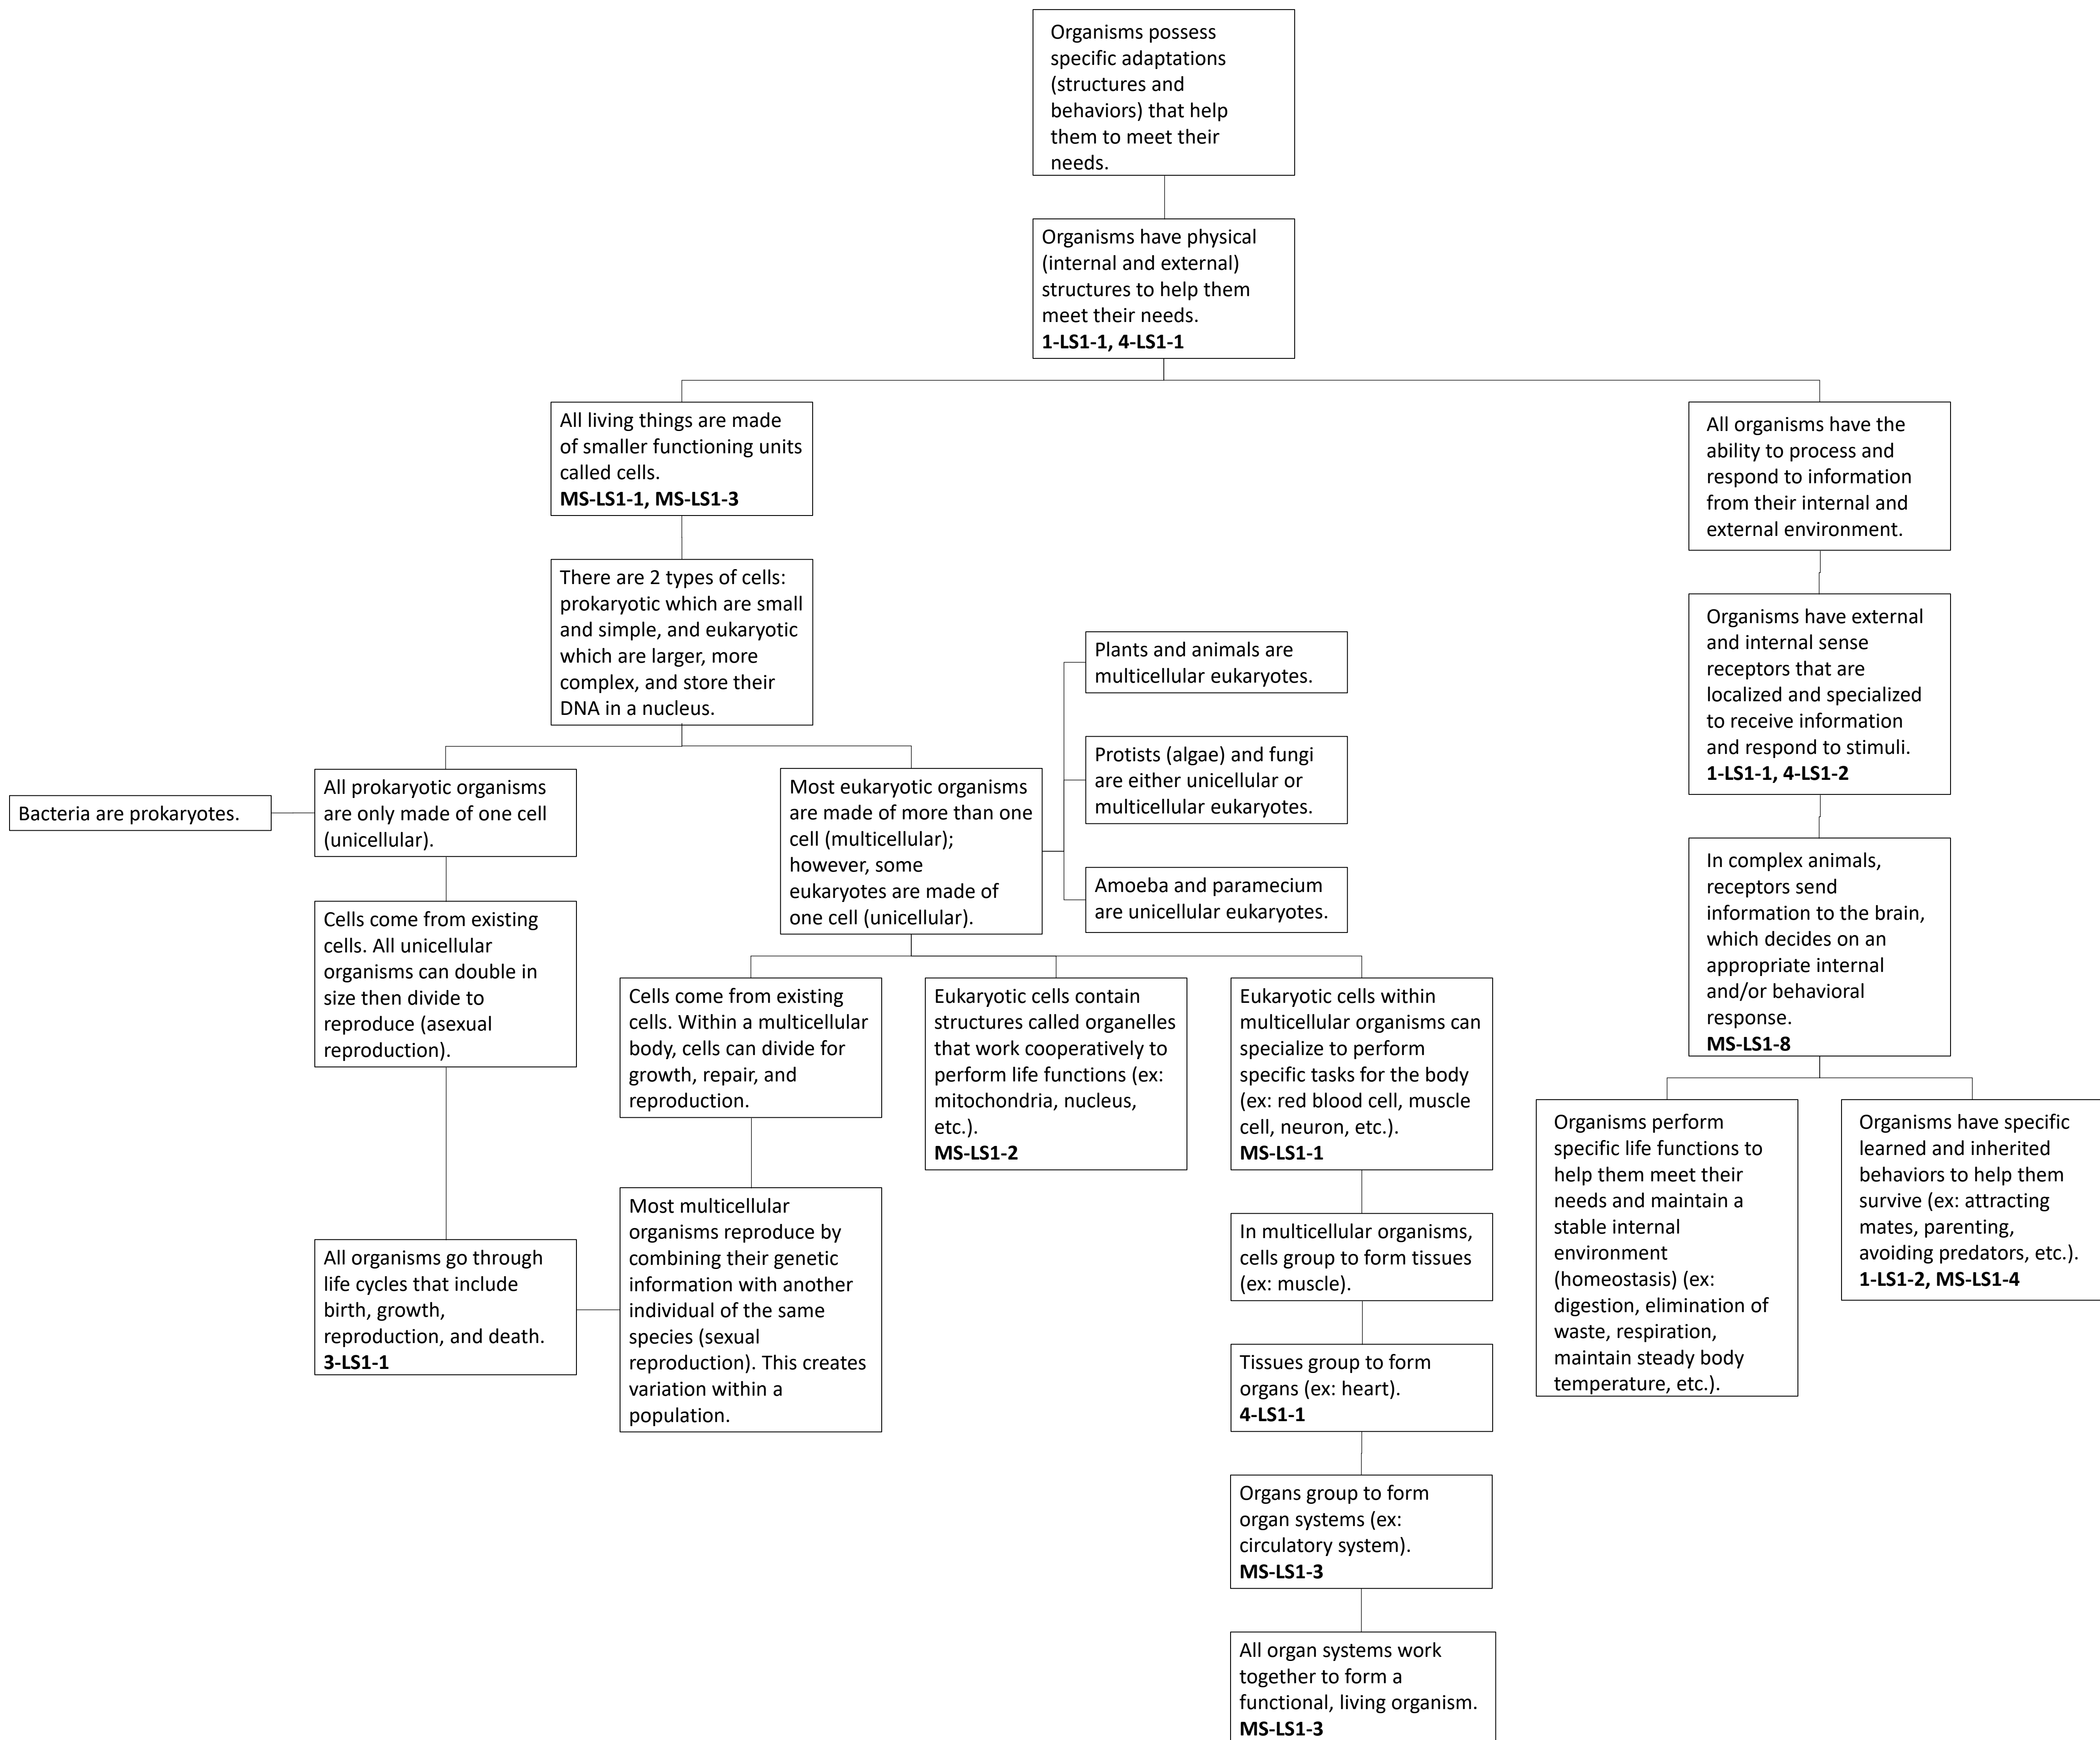 Organisms possess
specific adaptations
(structures and
behaviors) that help
them to meet their
needs.
Organisms have physical
(internal and external)
structures to help them
meet their needs.
1-LS1-1, 4-LS1-1
All living things are made
of smaller functioning units
called cells.
MS-LS1-1, MS-LS1-3
There are 2 types of cells:
prokaryotic which are small
and simple, and eukaryotic
which are larger, more
complex, and store their
DNA in a nucleus.
Bacteria are prokaryotes.
All prokaryotic organisms
are only made of one cell
(unicellular).
Cells come from existing
cells. All unicellular
organisms can double in
size then divide to
reproduce (asexual
reproduction).
All organisms go through
life cycles that include
birth, growth,
reproduction, and death.
3-LS1-1
Most eukaryotic organisms
are made of more than one
cell (multicellular);
however, some
eukaryotes are made of
one cell (unicellular).
Plants and animals are
multicellular eukaryotes.
Protists (algae) and fungi
are either unicellular or
multicellular eukaryotes.
Amoeba and paramecium
are unicellular eukaryotes.
Cells come from existing
cells. Within a multicellular
body, cells can divide for
growth, repair, and
reproduction.
Most multicellular
organisms reproduce by
combining their genetic
information with another
individual of the same
species (sexual
reproduction). This creates
variation within a
population.
Eukaryotic cells contain
structures called organelles
that work cooperatively to
perform life functions (ex:
mitochondria, nucleus,
etc.).
MS-LS1-2
Eukaryotic cells within
multicellular organisms can
specialize to perform
specific tasks for the body
(ex: red blood cell, muscle
cell, neuron, etc.).
MS-LS1-1
In multicellular organisms,
cells group to form tissues
(ex: muscle).
Tissues group to form
organs (ex: heart).
4-LS1-1
Organs group to form
organ systems (ex:
circulatory system).
MS-LS1-3
All organ systems work
together to form a
functional, living organism.
MS-LS1-3
All organisms have the
ability to process and
respond to information
from their internal and
external environment.
Organisms have external
and internal sense
receptors that are
localized and specialized
to receive information
and respond to stimuli.
1-LS1-1, 4-LS1-2
In complex animals,
receptors send
information to the brain,
which decides on an
appropriate internal
and/or behavioral
response.
MS-LS1-8
Organisms perform
specific life functions to
help them meet their
needs and maintain a
stable internal
environment
(homeostasis) (ex:
digestion, elimination of
waste, respiration,
maintain steady body
temperature, etc.).
Organisms have specific
learned and inherited
behaviors to help them
survive (ex: attracting
mates, parenting,
avoiding predators, etc.).
1-LS1-2, MS-LS1-4